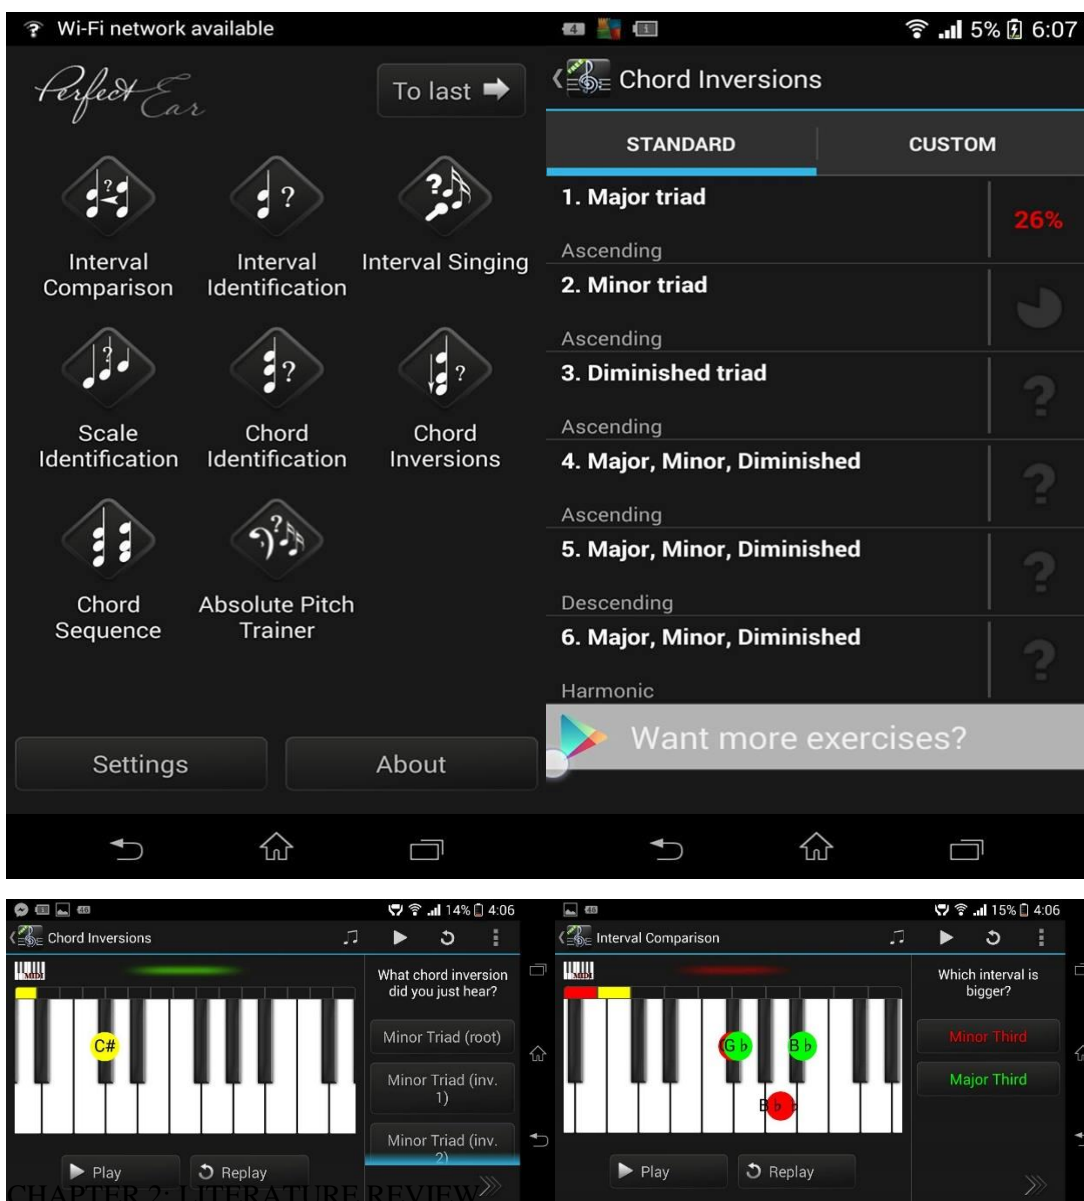 Wi-Fi network available
Perfect Ear
To last
Interval
Comparison
Interval
Identification
Interval Singing
Scale
Identification
Chord
Identification
Chord
Inversions
Chord
Sequence
Absolute Pitch
Trainer
Settings
About
5% 6:07
Chord Inversions
STANDARD
CUSTOM
1. Major triad
Ascending
26%
2. Minor triad
Ascending
3. Diminished triad
Ascending
4. Major, Minor, Diminished
Ascending
5. Major, Minor, Diminished
Descending
6. Major, Minor, Diminished
Harmonic
Want more exercises?
14% 4:06
Chord Inversions
MIDI
C#
What chord inversion
did you just hear?
Minor Triad (root)
Minor Triad (inv.
1)
Minor Triad (inv.
2)
Play
Replay
15% 4:06
Interval Comparison
MIDI
G♭
B♭
Which interval is
bigger?
Minor Third
Major Third
Play
Replay
CHAPTER 2: LITERATURE REVIEW